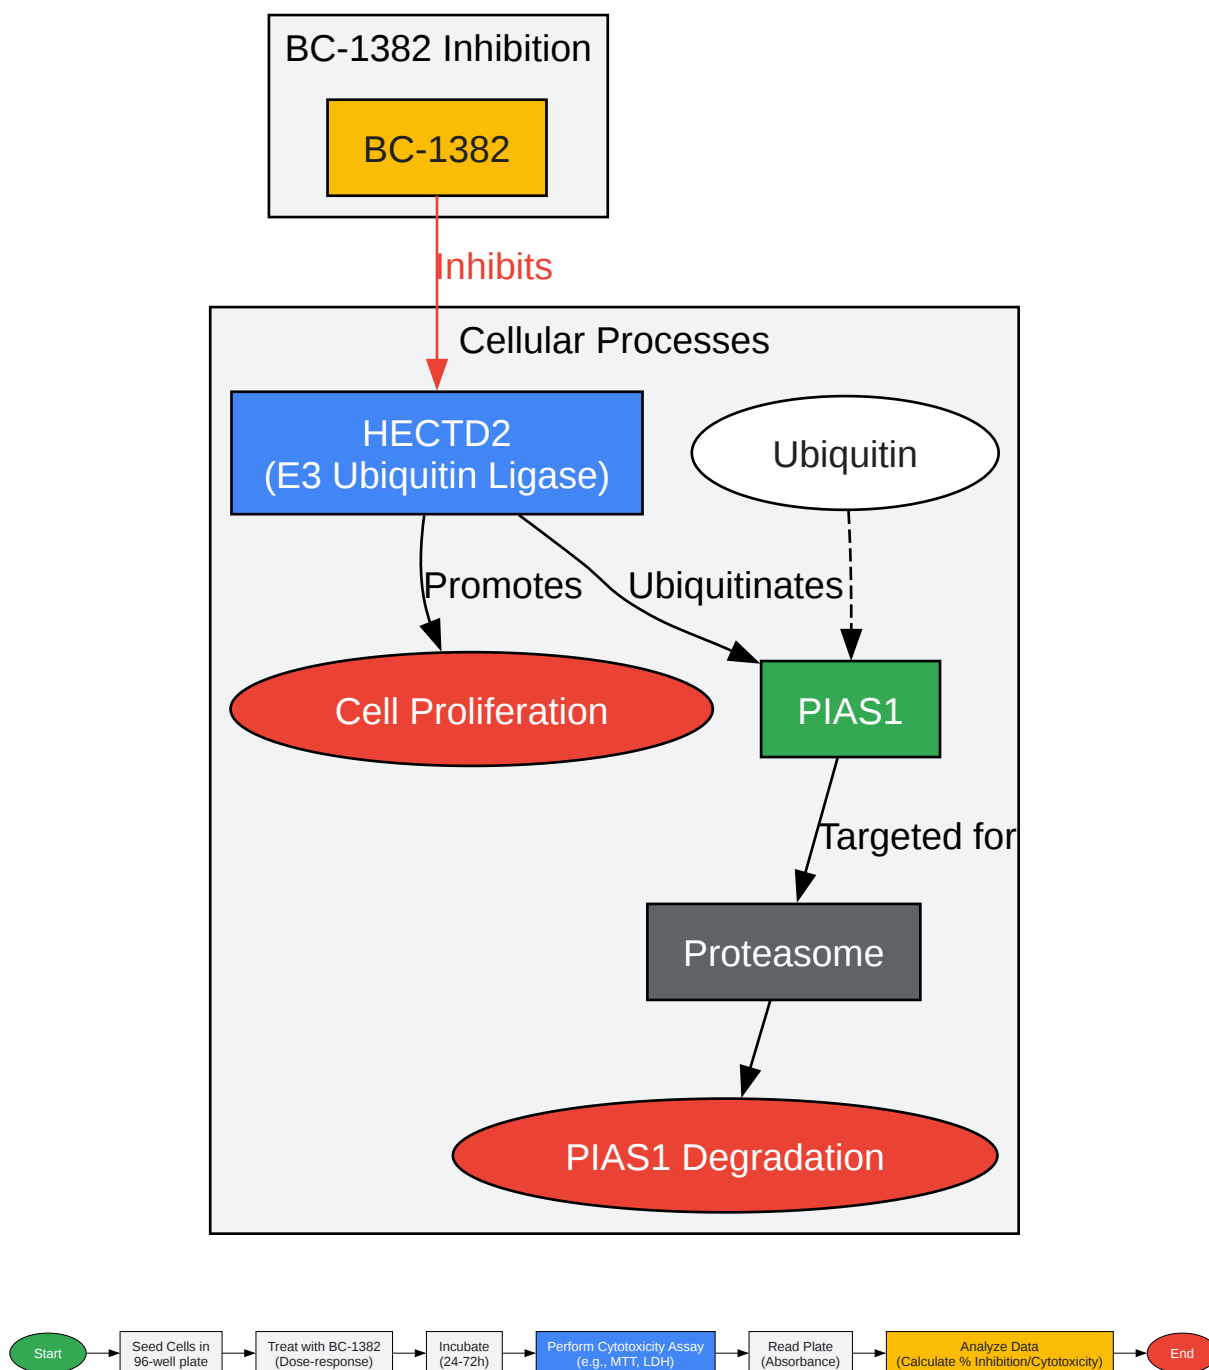 BC-1382 Inhibition
BC-1382
Inhibits
Cellular Processes
HECTD2
(E3 Ubiquitin Ligase)
Ubiquitin
Promotes
Ubiquitinates
Cell Proliferation
PIAS1
Targeted for
Proteasome
PIAS1 Degradation
Start
Seed Cells in
96-well plate
Treat with BC-1382
(Dose-response)
Incubate
(24-72h)
Perform Cytotoxicity Assay
(e.g., MTT, LDH)
Read Plate
(Absorbance)
Analyze Data
(Calculate % Inhibition/Cytotoxicity)
End